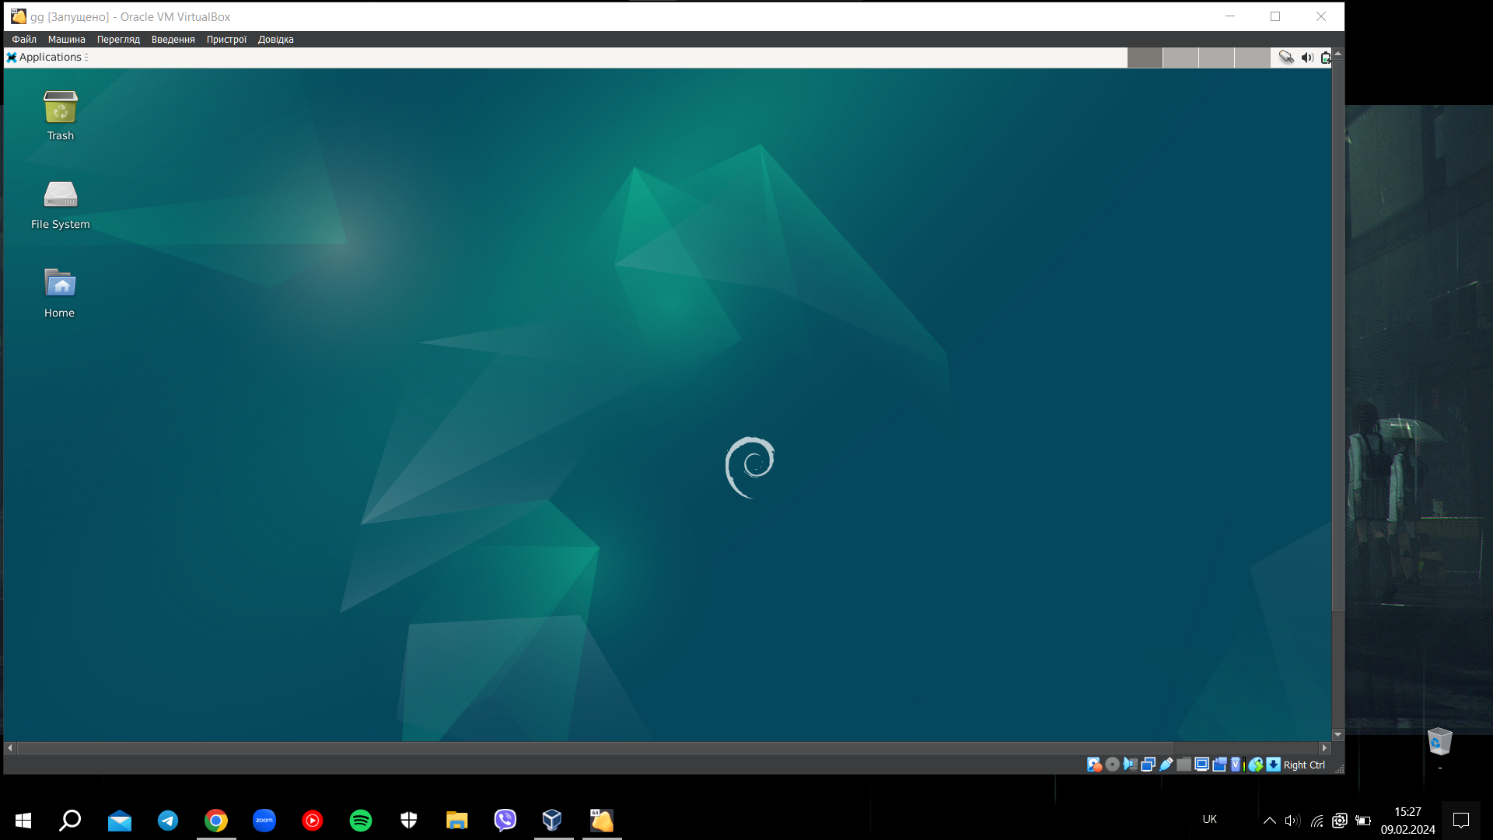 gg [Запущено] - Oracle VM VirtualBox
Файл Машина Перегляд Введення Пристрої Довідка
Applications
Trash
File System
Home
Right Ctrl
zoom
UK
15:27
09.02.2024